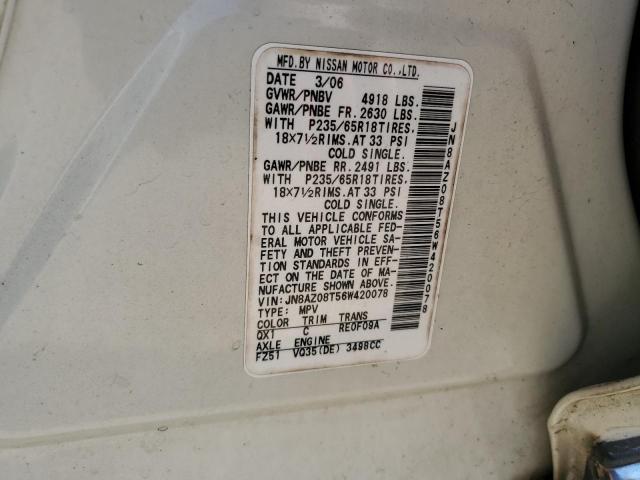 MFD.BY NISSAN MOTOR CO.,LTD.
DATE 3/06
GVWR/PNBV 4918 LBS.
GAWR/PNBE FR. 2630 LBS.
WITH P235/65R18TIRES.
18X7½RIMS.AT 33 PSI
COLD SINGLE.
GAWR/PNBE RR. 2491 LBS.
WITH P235/65R18TIRES.
18X7½RIMS.AT 33 PSI
COLD SINGLE.
THIS VEHICLE CONFORMS
TO ALL APPLICABLE FED-
ERAL MOTOR VEHICLE SA-
FETY AND THEFT PREVEN-
TION STANDARDS IN EFF-
ECT ON THE DATE OF MA-
NUFACTURE SHOWN ABOVE.
VIN:JN8AZ08T56W420078
TYPE: MPV
COLOR TRIM TRANS
QX1 C RE0F09A
AXLE ENGINE
FZ51 VQ35(DE) 3498CC
JN8AZ08T56W420078